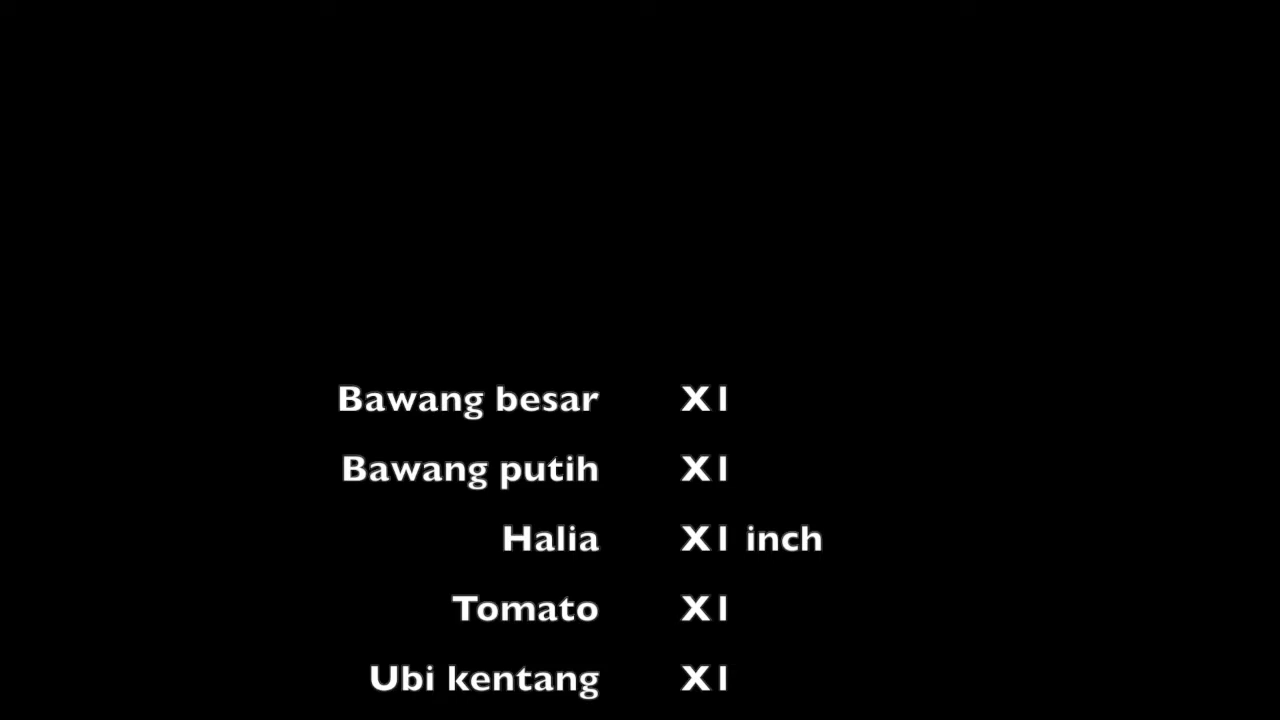 Bawang besar X1
Bawang putih X1
Halia X1 inch
Tomato X1
Ubi kentang X1